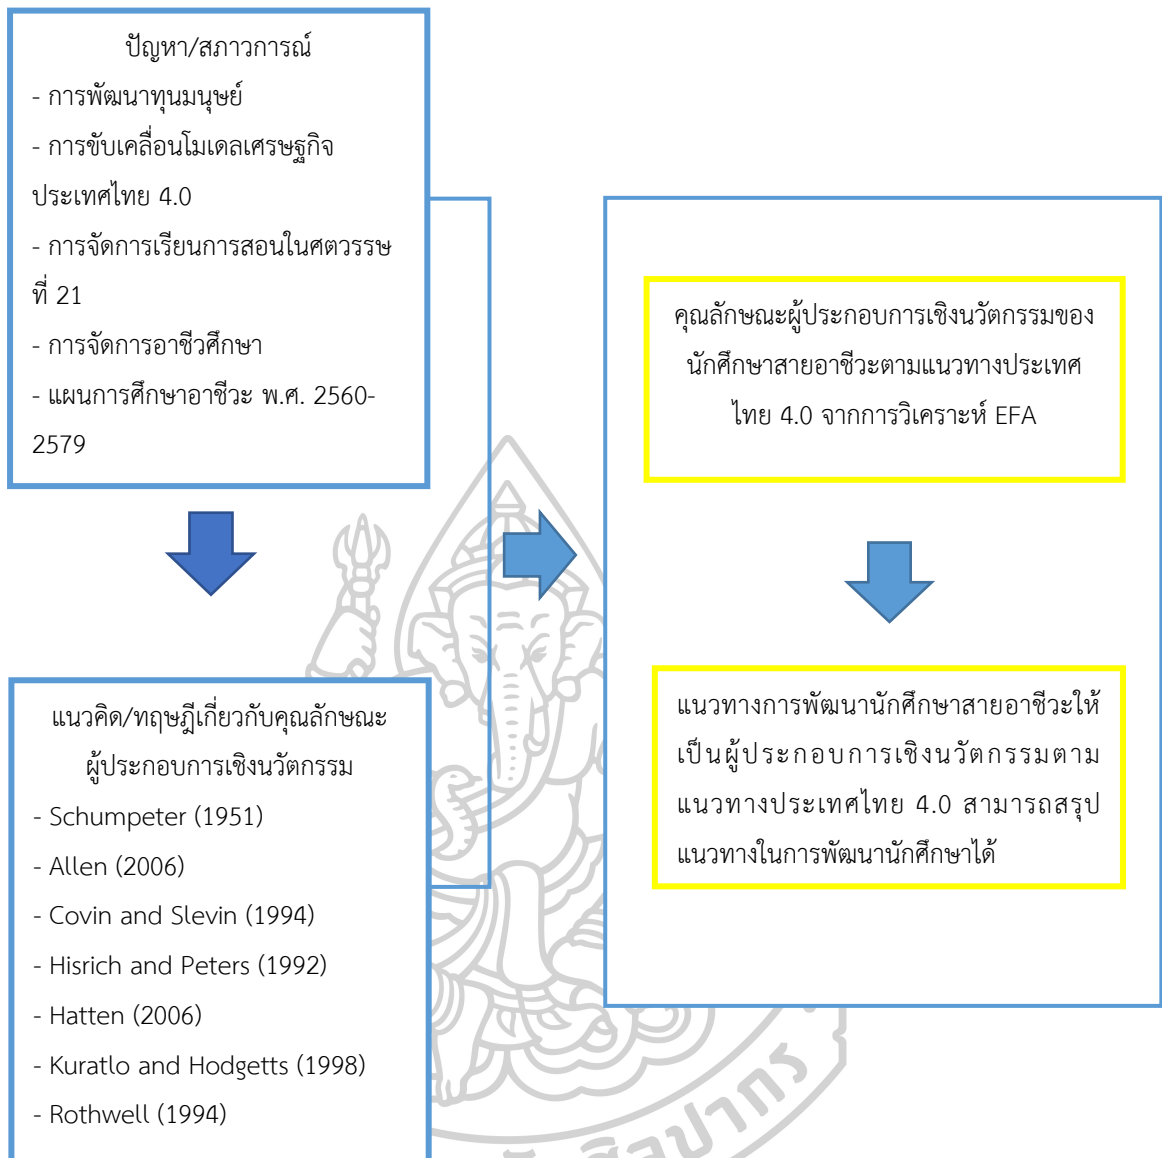 ปัญหา/สภาวการณ์
- การพัฒนาทุนมนุษย์
- การขับเคลื่อนโมเดลเศรษฐกิจ
ประเทศไทย 4.0
- การจัดการเรียนการสอนในศตวรรษ
ที่ 21
- การจัดการอาชีวศึกษา
- แผนการศึกษาอาชีวะ พ.ศ. 2560-
2579
แนวคิด/ทฤษฎีเกี่ยวกับคุณลักษณะ
ผู้ประกอบการเชิงนวัตกรรม
- Schumpeter (1951)
- Allen (2006)
- Covin and Slevin (1994)
- Hisrich and Peters (1992)
- Hatten (2006)
- Kuratlo and Hodgetts (1998)
- Rothwell (1994)
คุณลักษณะผู้ประกอบการเชิงนวัตกรรมของ
นักศึกษาสายอาชีวะตามแนวทางประเทศ
ไทย 4.0 จากการวิเคราะห์ EFA
แนวทางการพัฒนานักศึกษาสายอาชีวะให้
เป็นผู้ประกอบการเชิงนวัตกรรมตาม
แนวทางประเทศไทย 4.0 สามารถสรุป
แนวทางในการพัฒนานักศึกษาได้
ศิลปากร